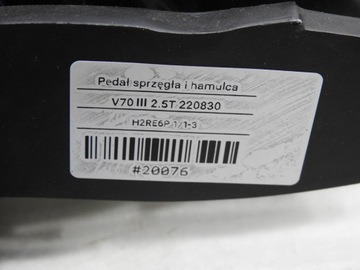 Pedał sprzęgła i hamulca
V70 III 2.5T 220830
H2RE6P 1/1-3
#20076